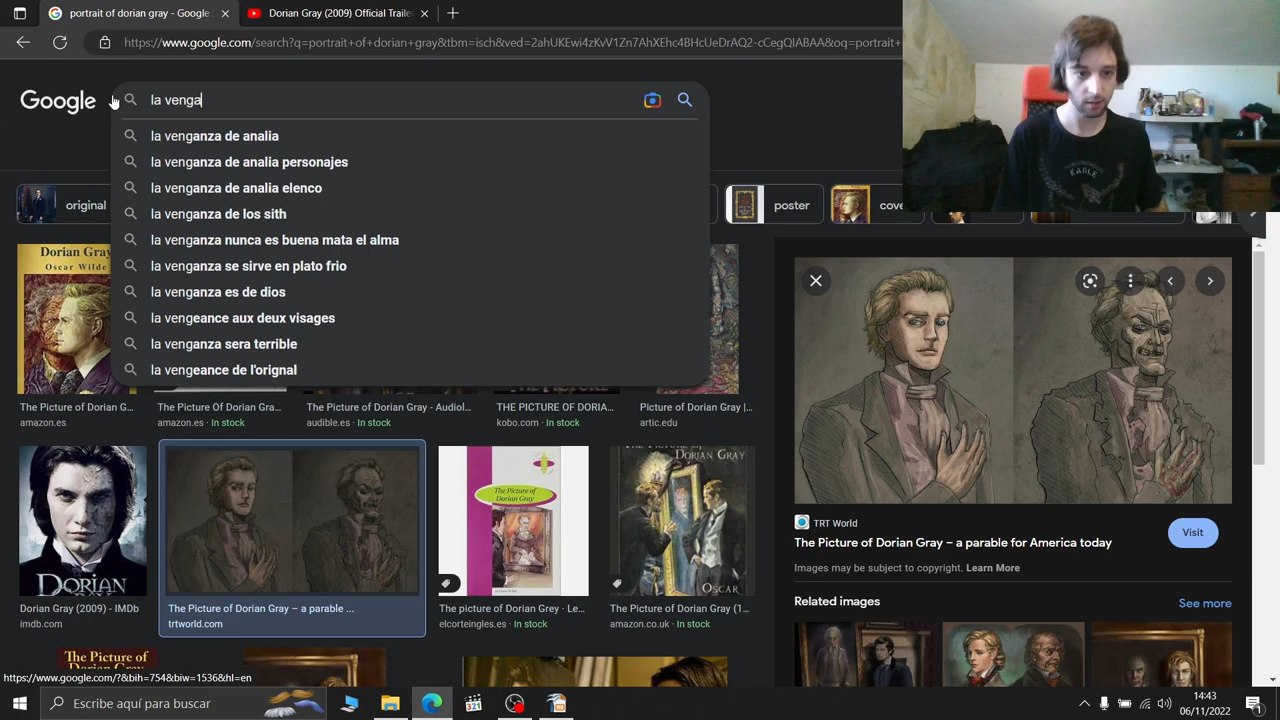 portrait of dorian gray - Google
Dorian Gray (2009) Official Traile
https://www.google.com/search?q=portrait+of+dorian+gray&tbm=isch&ved=2ahUKEwi4zKvV1Zn7AhXEhc4BHcUeDrAQ2-cCegQIABAA&oq=portrait+
Google
la venga
la venganza de analia
la venganza de analia personajes
la venganza de analia elenco
la venganza de los sith
la venganza nunca es buena mata el alma
la venganza se sirve en plato frio
la venganza es de dios
la vengeance aux deux visages
la venganza sera terrible
la vengeance de l'orignal
EAGLE
original
poster
cove
Dorian Gray
Oscar Wilde
The Picture of Dorian G...
amazon.es · In stock
The Picture Of Dorian Gra...
amazon.es · In stock
The Picture of Dorian Gray - Audiol...
audible.es · In stock
THE PICTURE OF DORIA...
kobo.com · In stock
Picture of Dorian Gray |...
artic.edu
DORIAN
Dorian Gray (2009) - IMDb
imdb.com
The Picture of Dorian Gray – a parable ...
trtworld.com
The Picture of
Dorian Gray
The picture of Dorian Grey - Le...
elcorteingles.es · In stock
DORIAN GRAY
OSCAR
The Picture of Dorian Gray (1...
amazon.co.uk · In stock
TRT World
The Picture of Dorian Gray – a parable for America today
Visit
Images may be subject to copyright. Learn More
Related images
See more
The Picture of
https://www.google.com/?&bih=754&biw=1536&hl=en
Escribe aquí para buscar
321
14:43
06/11/2022
1